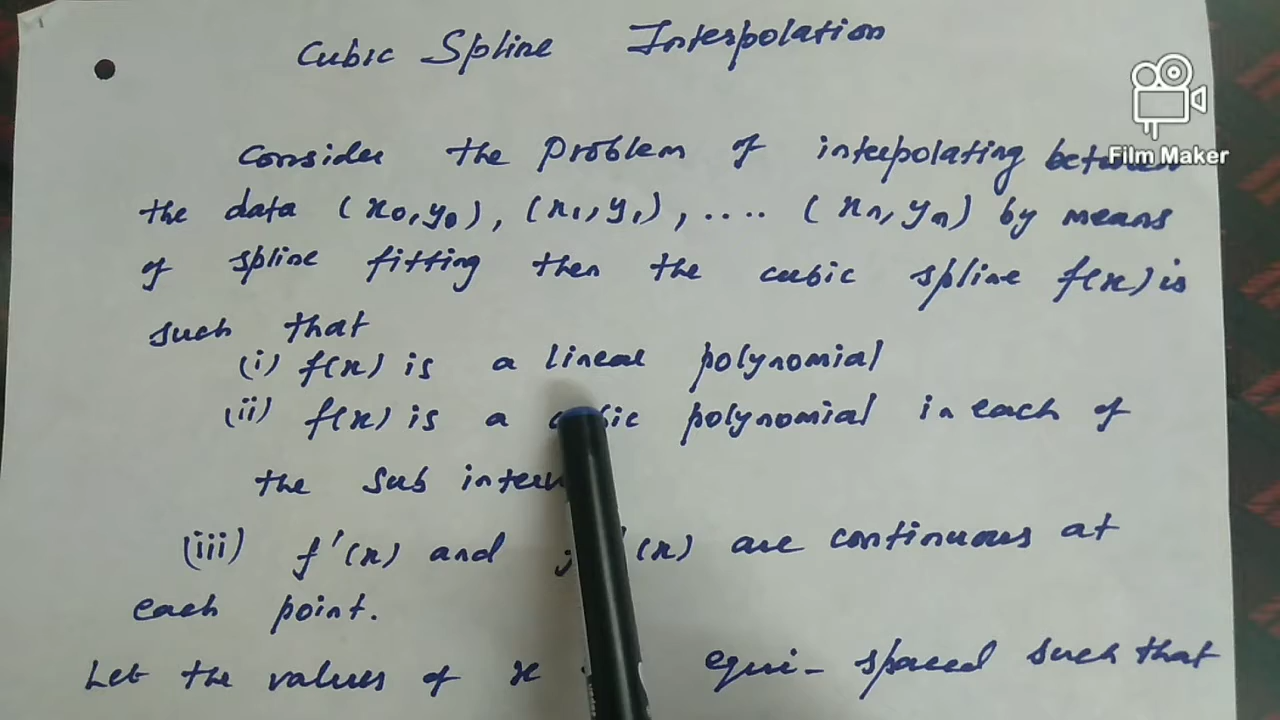 Cubic Spline Interpolation
Film Maker
Consider the problem of interpolating between
the data (x0,y0), (x1,y1), .... (xn,yn) by means
of spline fitting then the cubic spline f(x) is
such that
(i) f(x) is a linear polynomial
(ii) f(x) is a polynomial in each of
the sub
(iii) f'(x) and (x) are continuous at
each point.
Let the values of x equi- spaced such that